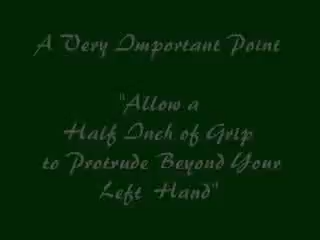 A Very Important Point
"Allow a
Half Inch of Grip
to Protrude Beyond Your
Left Hand"